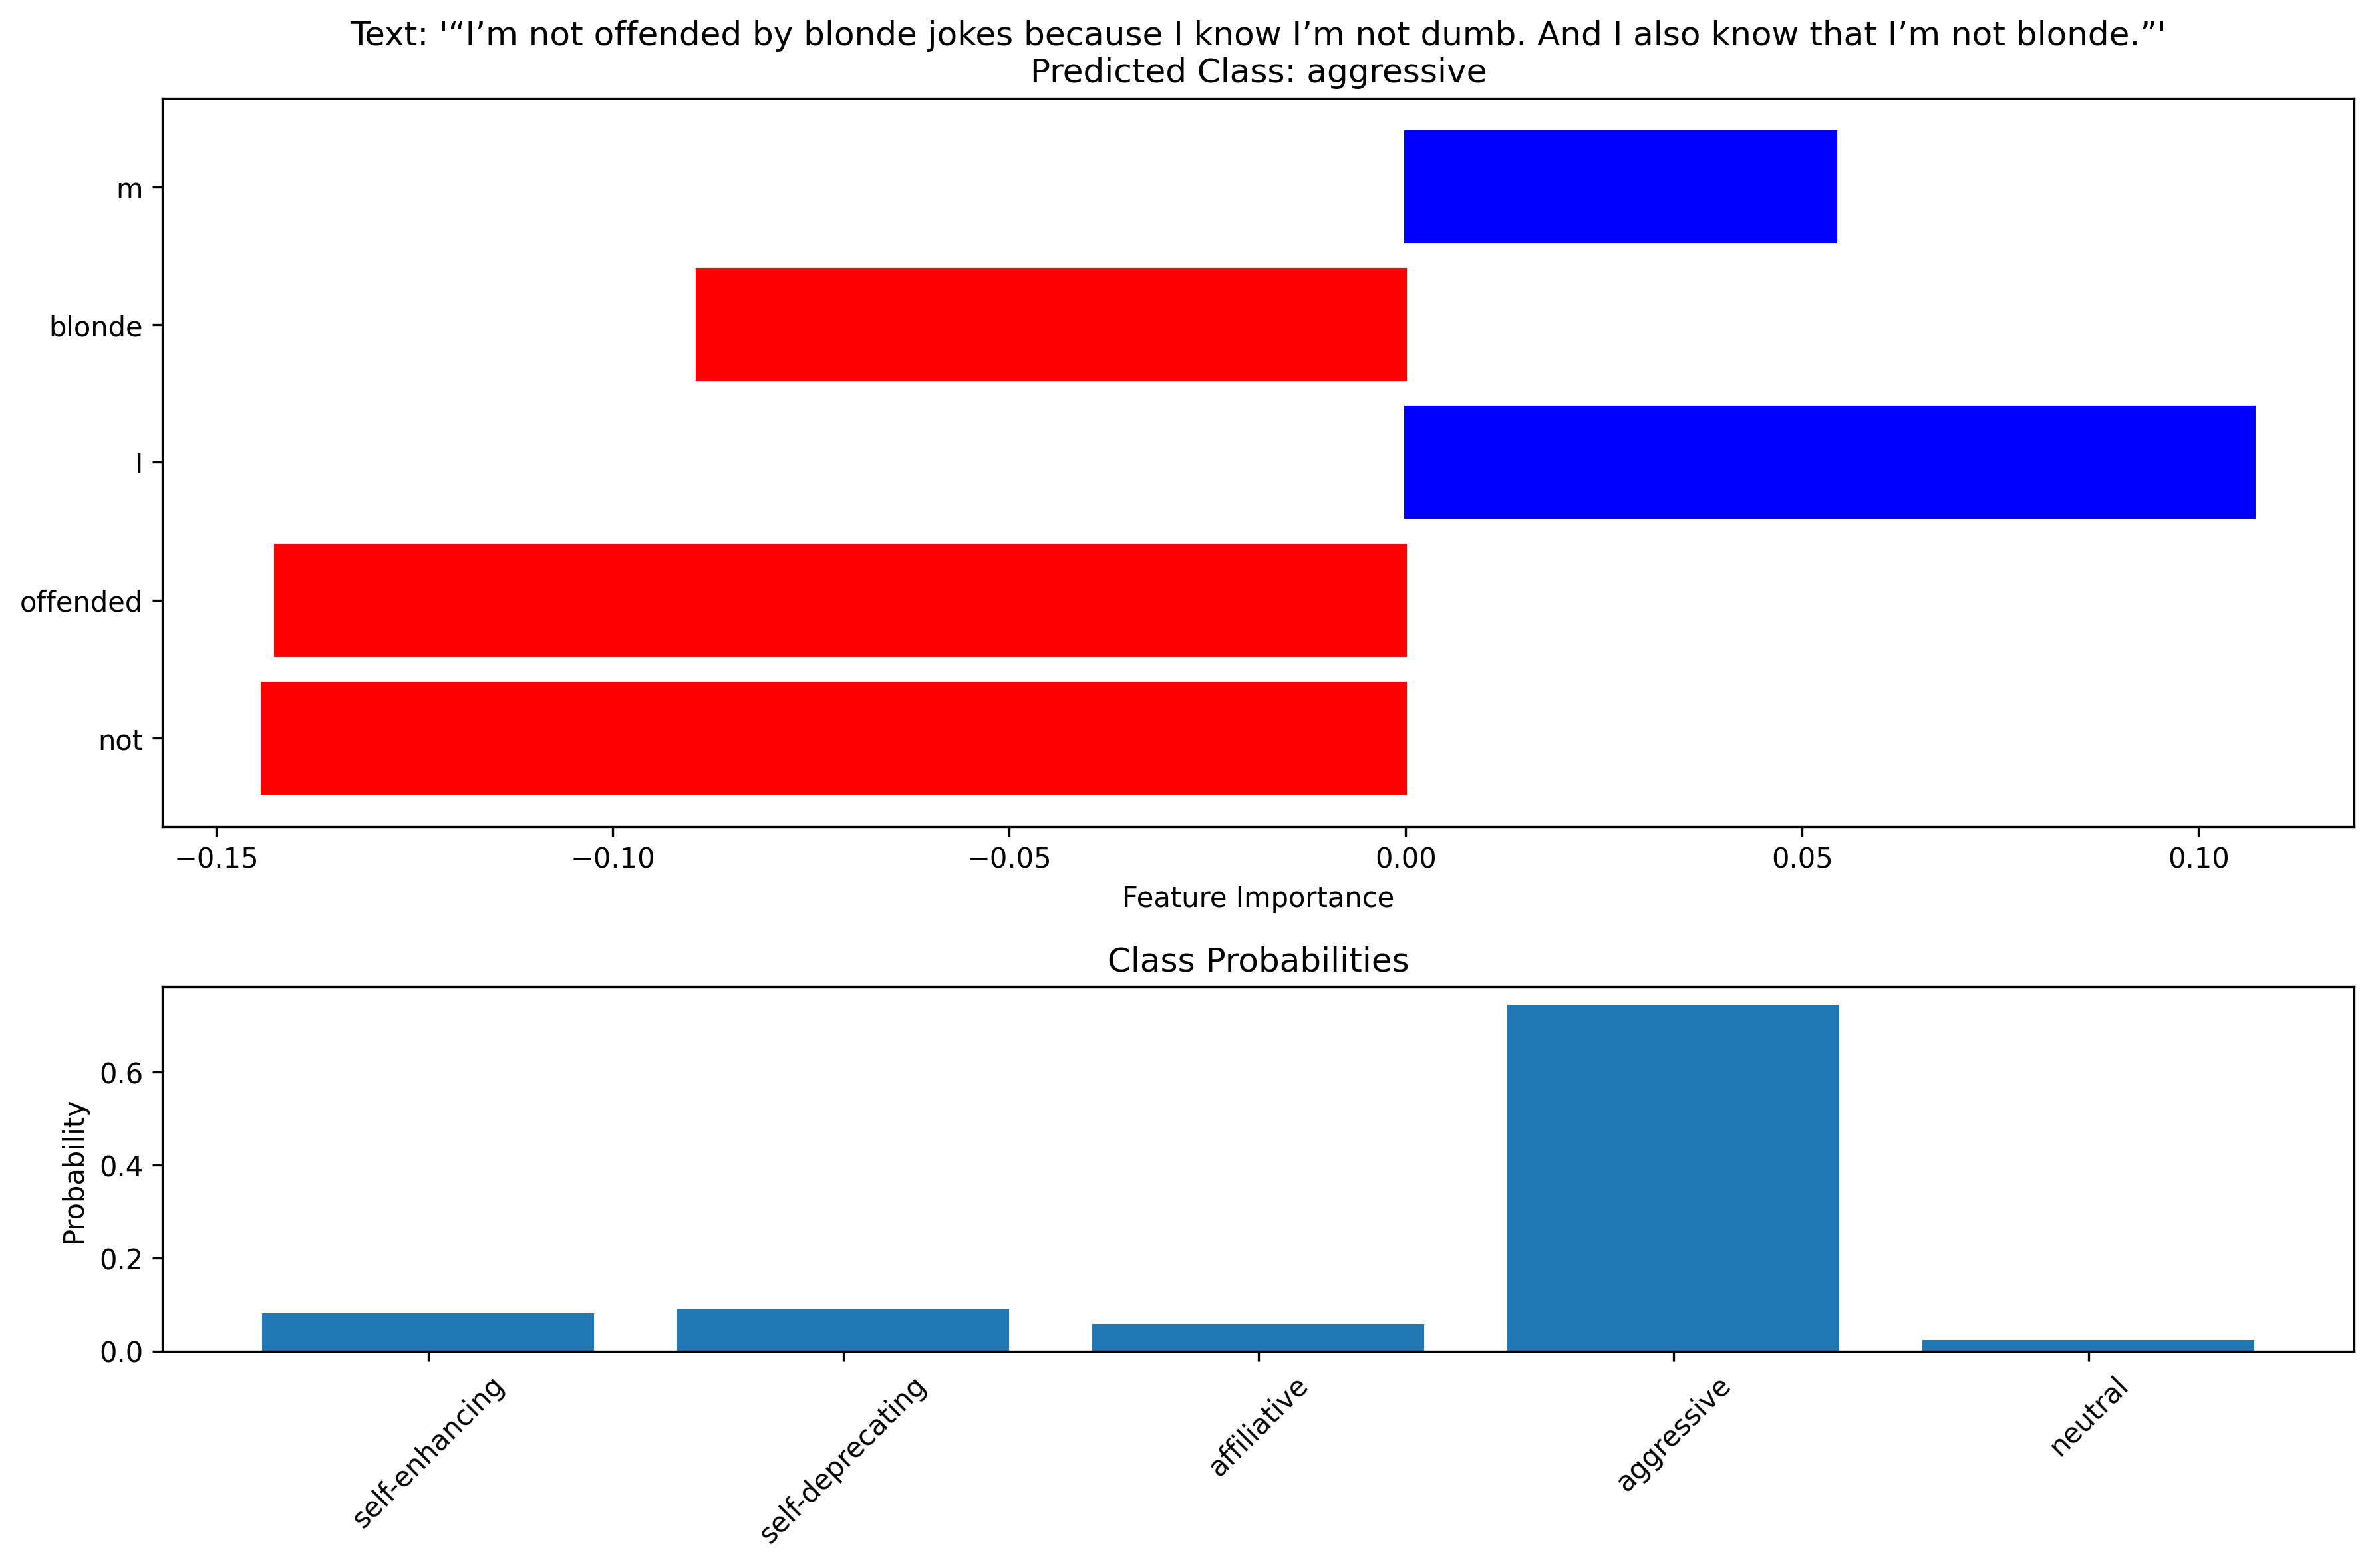 Text: '“I’m not offended by blonde jokes because I know I’m not dumb. And I also know that I’m not blonde.”'
Predicted Class: aggressive
m
blonde
I
offended
not
−0.15
−0.10
−0.05
0.00
0.05
0.10
Feature Importance
Class Probabilities
Probability
0.6
0.4
0.2
0.0
self-enhancing
self-deprecating
affiliative
aggressive
neutral